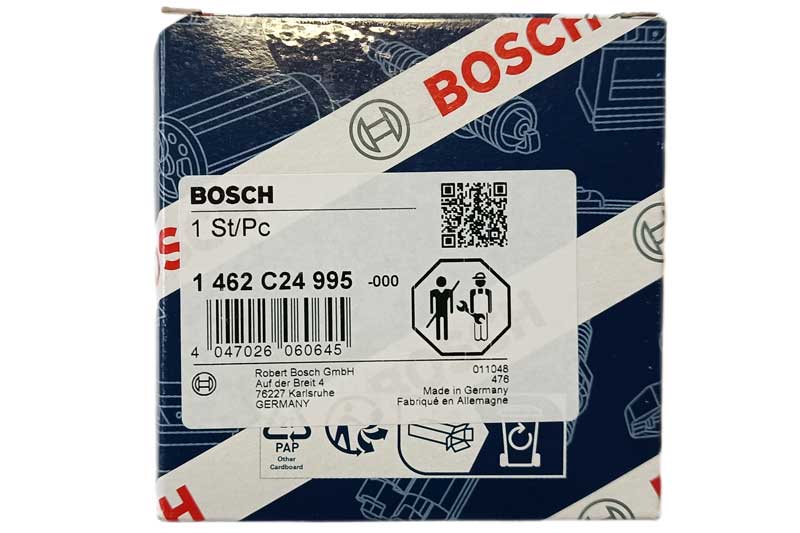 BOSCH
BOSCH
1 St/Pc
1 462 C24 995 -000
4 047026 060645
Robert Bosch GmbH
Auf der Breit 4
76227 Karlsruhe
GERMANY
011048
476
Made in Germany
Fabriqué en Allemagne
PAP
Other
Cardboard